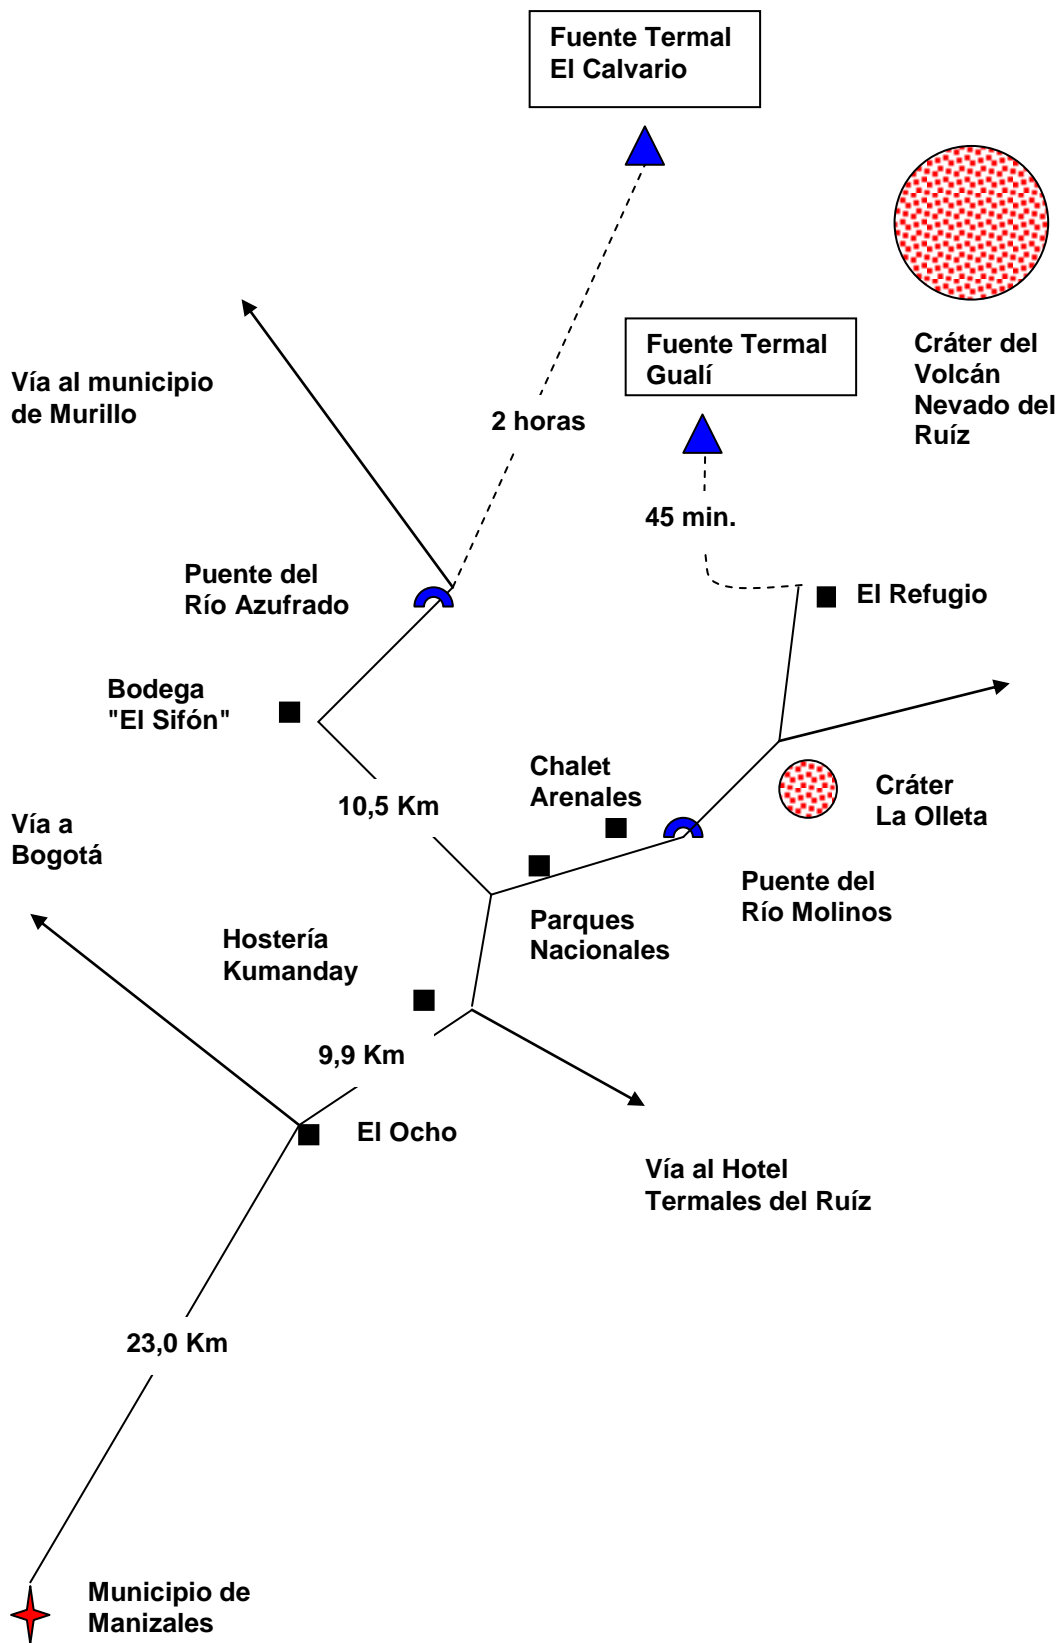 Fuente Termal
El Calvario
Fuente Termal
Gualí
Cráter del
Volcán
Nevado del
Ruíz
Vía al municipio
de Murillo
2 horas
45 min.
Puente del
Río Azufrado
El Refugio
Bodega
"El Sifón"
Chalet
Arenales
10,5 Km
Cráter
La Olleta
Vía a
Bogotá
Puente del
Río Molinos
Parques
Nacionales
Hostería
Kumanday
9,9 Km
El Ocho
Vía al Hotel
Termales del Ruíz
23,0 Km
Municipio de
Manizales